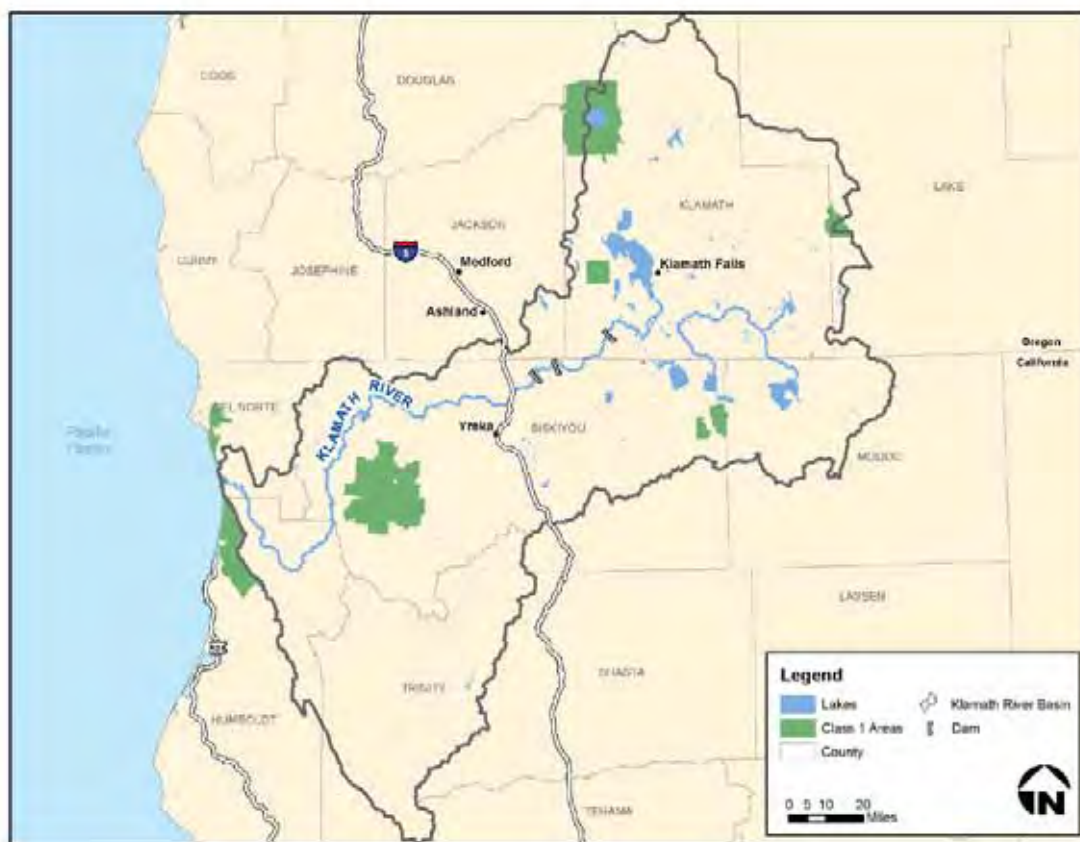 COOS
DOUGLAS
LAKE
KLAMATH
JACKSON
CURRY
JOSEPHINE
5
Medford
Klamath Falls
Ashland
Oregon
California
DEL NORTE
KLAMATH RIVER
Yreka
SISKIYOU
Pacific
MODOC
LASSEN
SHASTA
TRINITY
HUMBOLDT
TEHAMA
Legend
Lakes
Klamath River Basin
Class 1 Areas
Dam
County
0 5 10 20
Miles
N